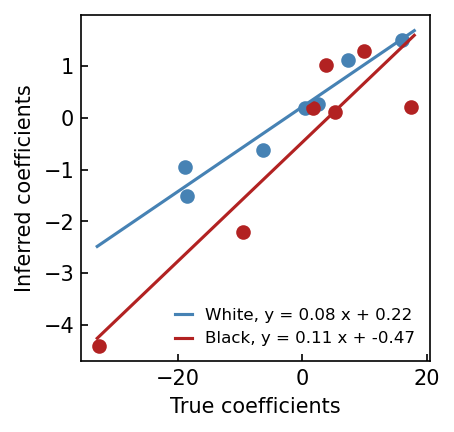 1
0
−1
−2
−3
−4
Inferred coefficients
White, y = 0.08 x + 0.22
Black, y = 0.11 x + -0.47
−20 0 20
True coefficients